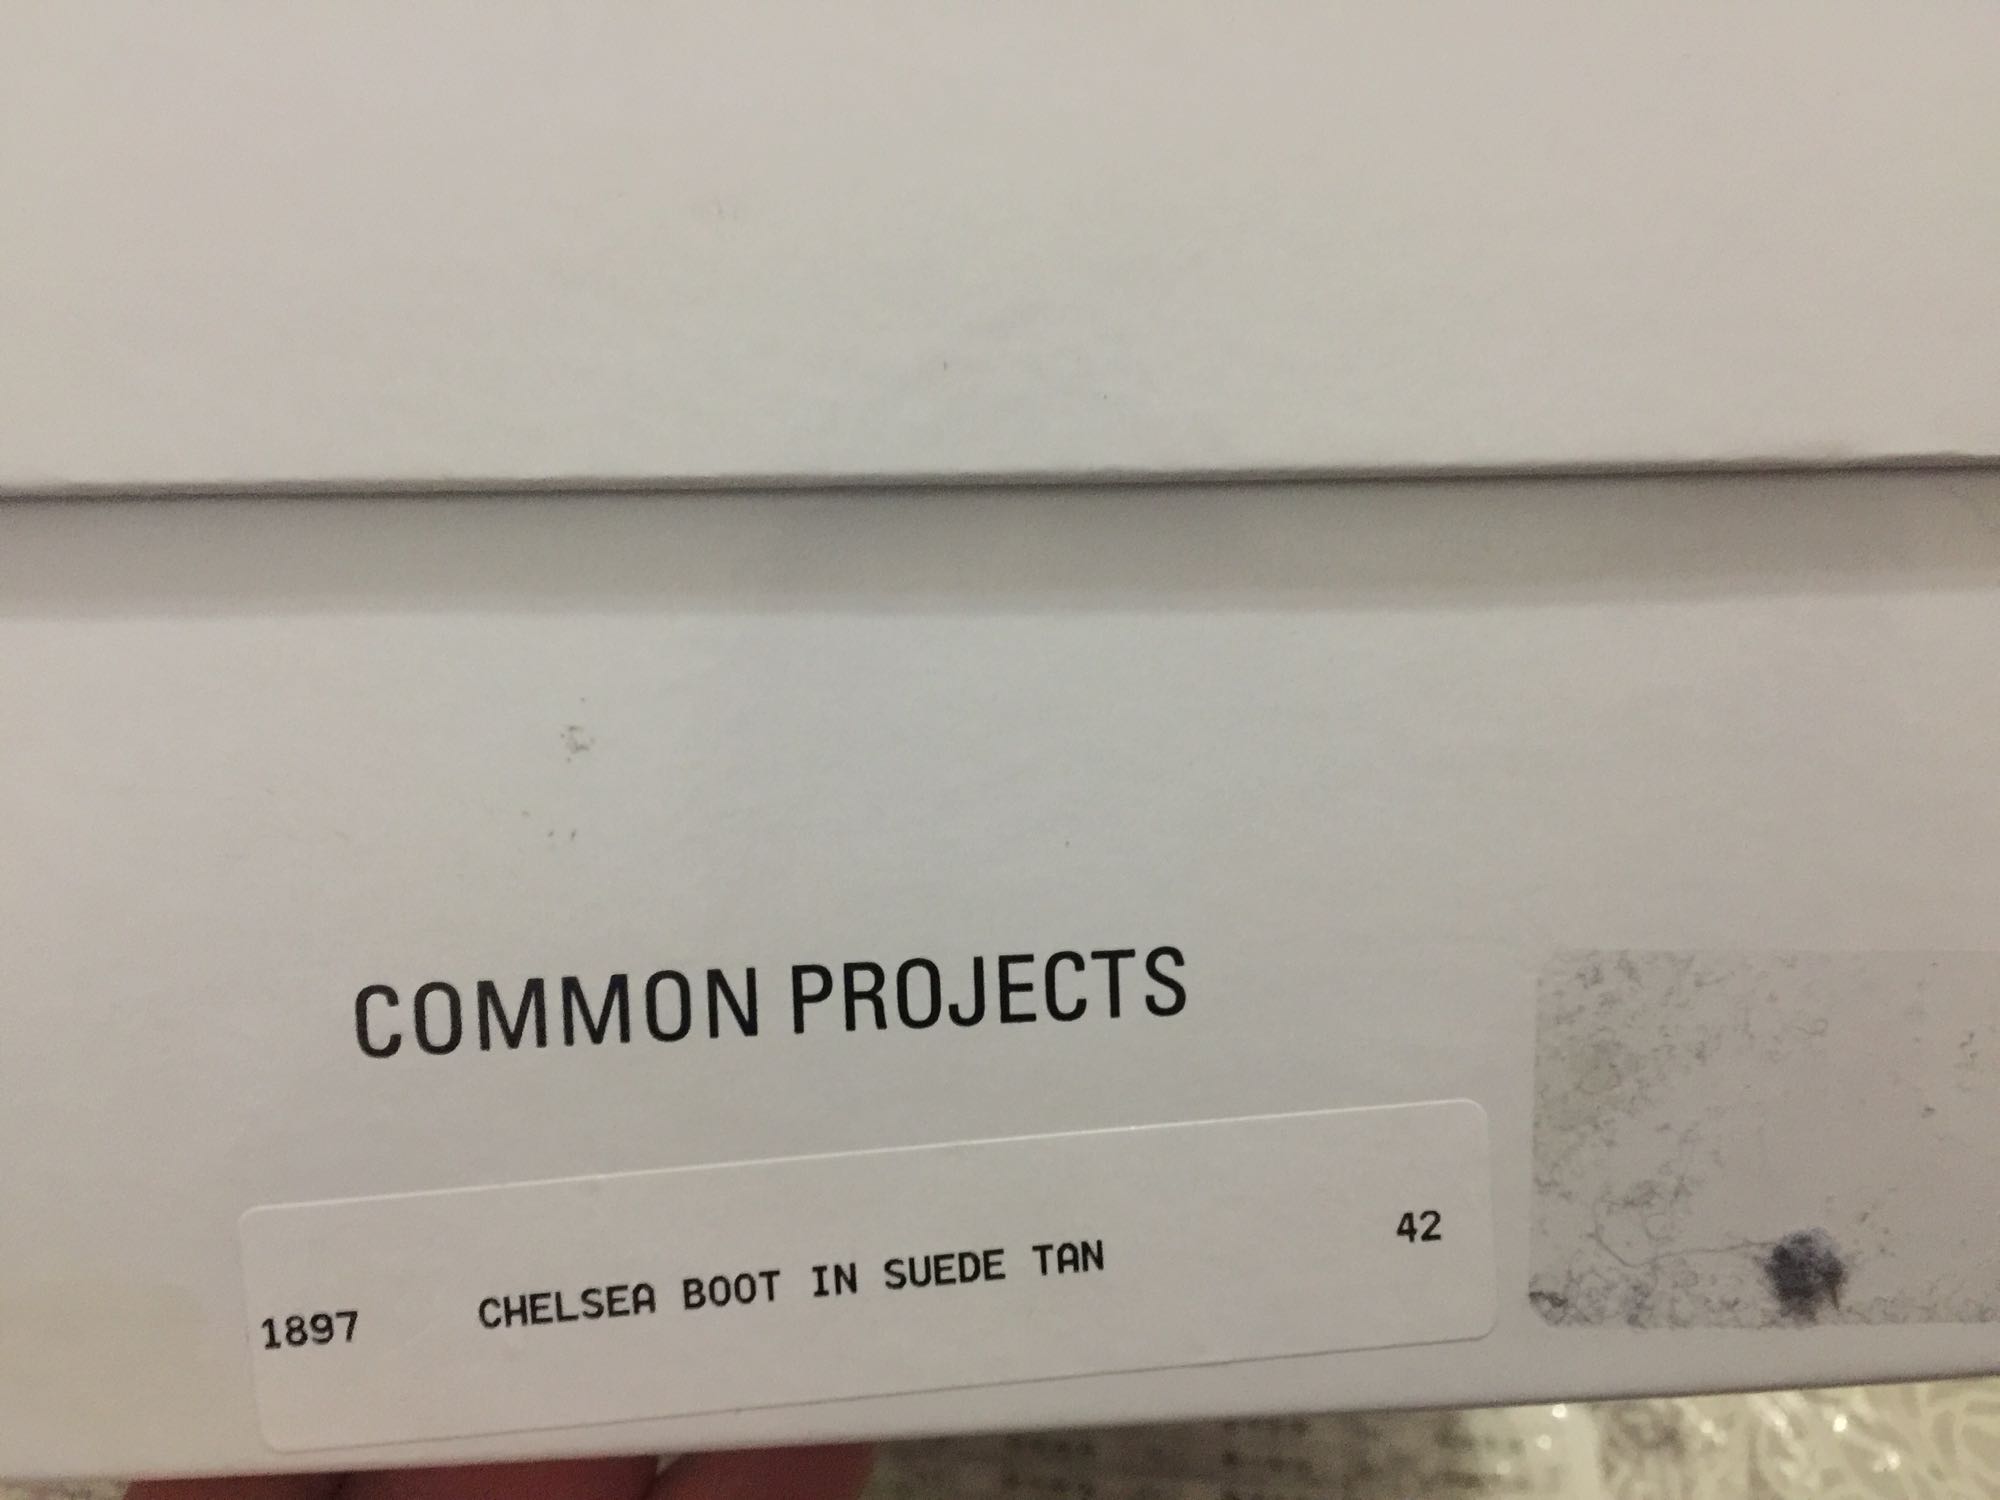 COMMON PROJECTS
1897 CHELSEA BOOT IN SUEDE TAN 42